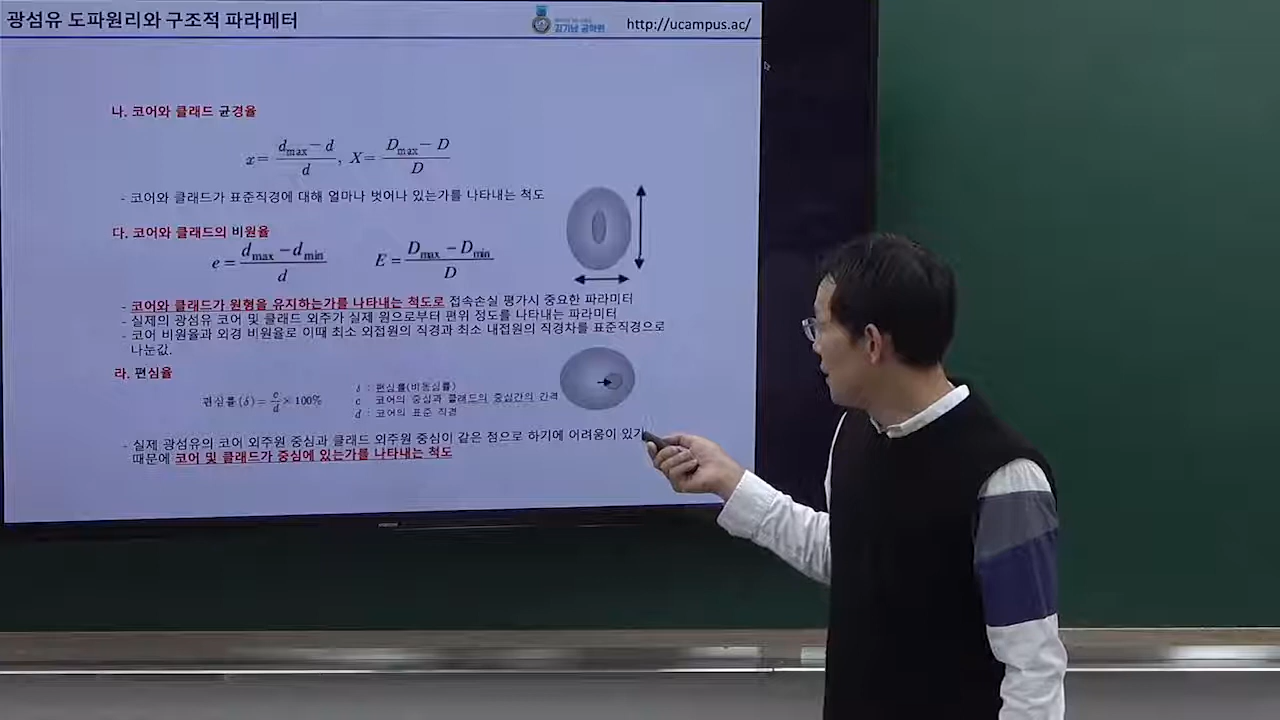 광섬유 도파원리와 구조적 파라메터
김기남 공학원
http://ucampus.ac/
나. 코어와 클래드 균경율
x = (d_max − d) / d , X = (D_max − D) / D
- 코어와 클래드가 표준직경에 대해 얼마나 벗어나 있는가를 나타내는 척도
다. 코어와 클래드의 비원율
e = (d_max − d_min) / d E = (D_max − D_min) / D
- 코어와 클래드가 원형을 유지하는가를 나타내는 척도로 접속손실 평가시 중요한 파라미터
- 실제의 광섬유 코어 및 클래드 외주가 실제 원으로부터 편위 정도를 나타내는 파라미터
- 코어 비원율과 외경 비원율로 이때 최소 외접원의 직경과 최소 내접원의 직경차를 표준직경으로
나눈값.
라. 편심율
편심률(δ) = c/d × 100%
δ : 편심률(비동심률)
c 코어의 중심과 클래드의 중심간의 간격
d : 코어의 표준 직경
- 실제 광섬유의 코어 외주원 중심과 클래드 외주원 중심이 같은 점으로 하기에 어려움이 있기
때문에 코어 및 클래드가 중심에 있는가를 나타내는 척도